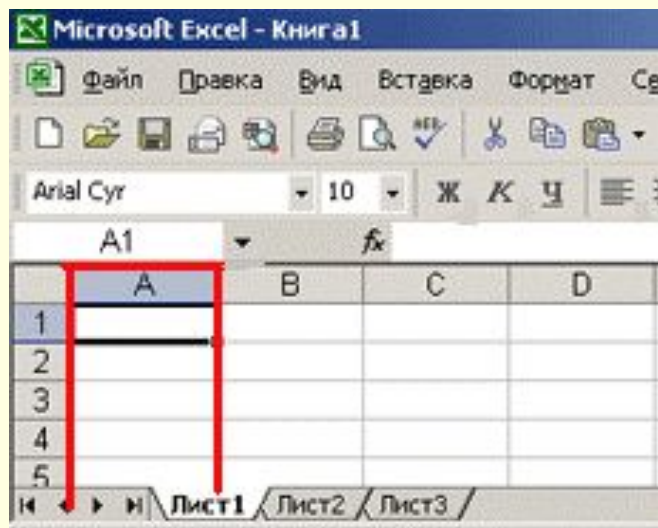 Microsoft Excel - Книга1
Файл Правка Вид Вставка Формат Се
Arial Cyr 10 Ж К Ч
A1 fx
A B C D
1
2
3
4
5
Лист1 Лист2 Лист3